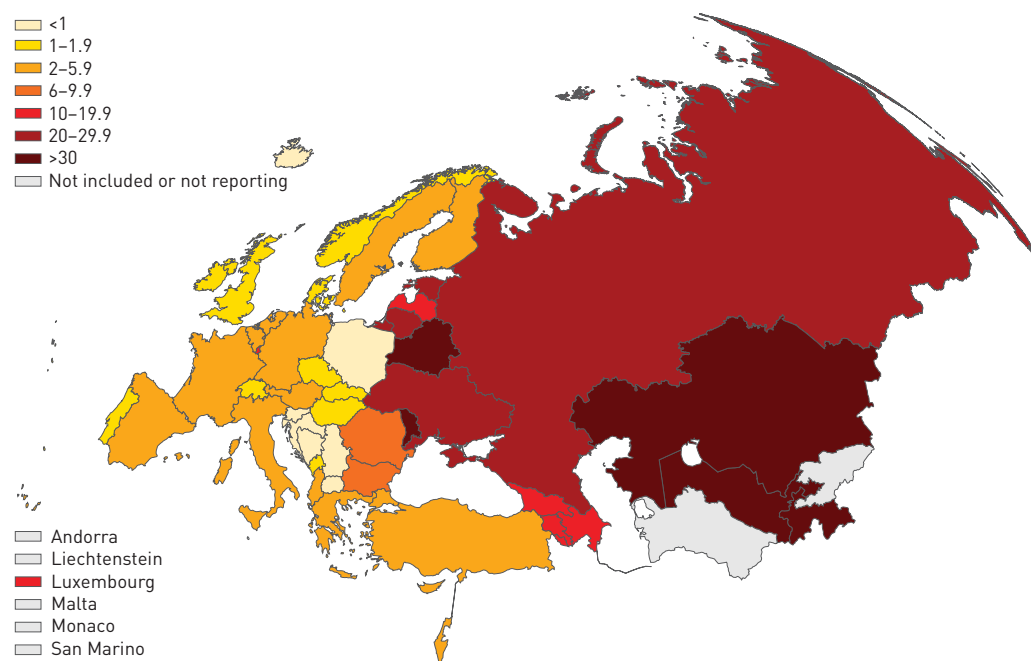 <1
1–1.9
2–5.9
6–9.9
10–19.9
20–29.9
>30
Not included or not reporting
Andorra
Liechtenstein
Luxembourg
Malta
Monaco
San Marino